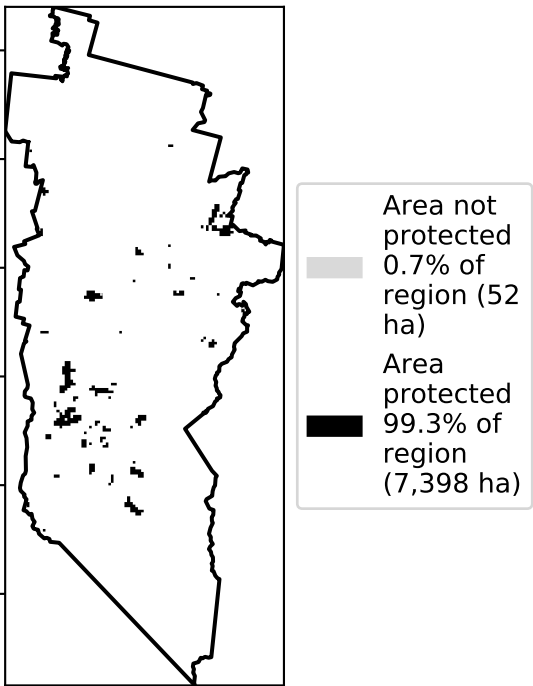 Area not
protected
0.7% of
region (52
ha)
Area
protected
99.3% of
region
(7,398 ha)